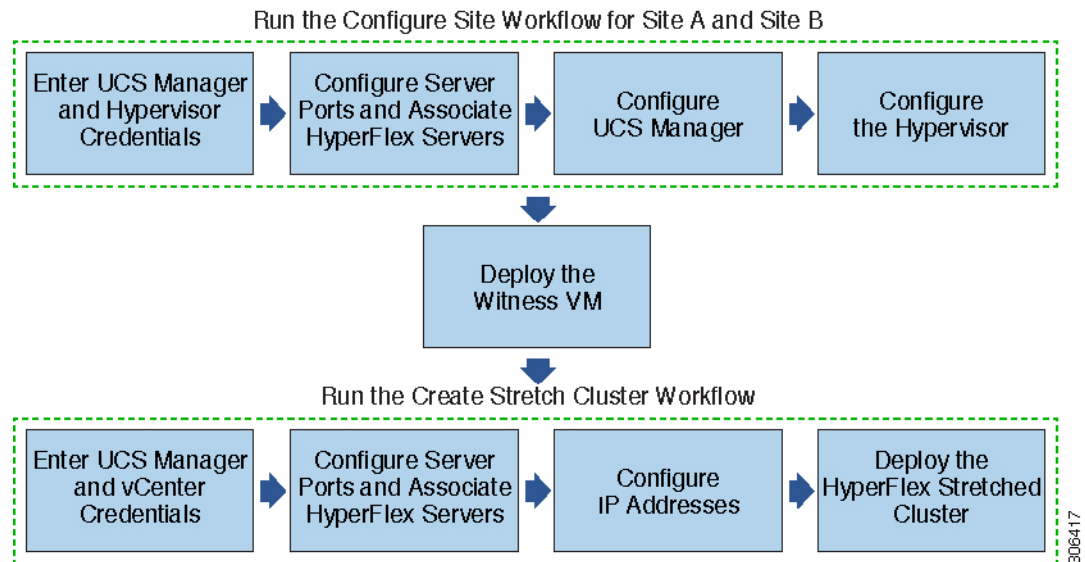 Run the Configure Site Workflow for Site A and Site B
Enter UCS Manager
and Hypervisor
Credentials
Configure Server
Ports and Associate
HyperFlex Servers
Configure
UCS Manager
Configure
the Hypervisor
Deploy the
Witness VM
Run the Create Stretch Cluster Workflow
Enter UCS Manager
and vCenter
Credentials
Configure Server
Ports and Associate
HyperFlex Servers
Configure
IP Addresses
Deploy the
HyperFlex Stretched
Cluster
306417